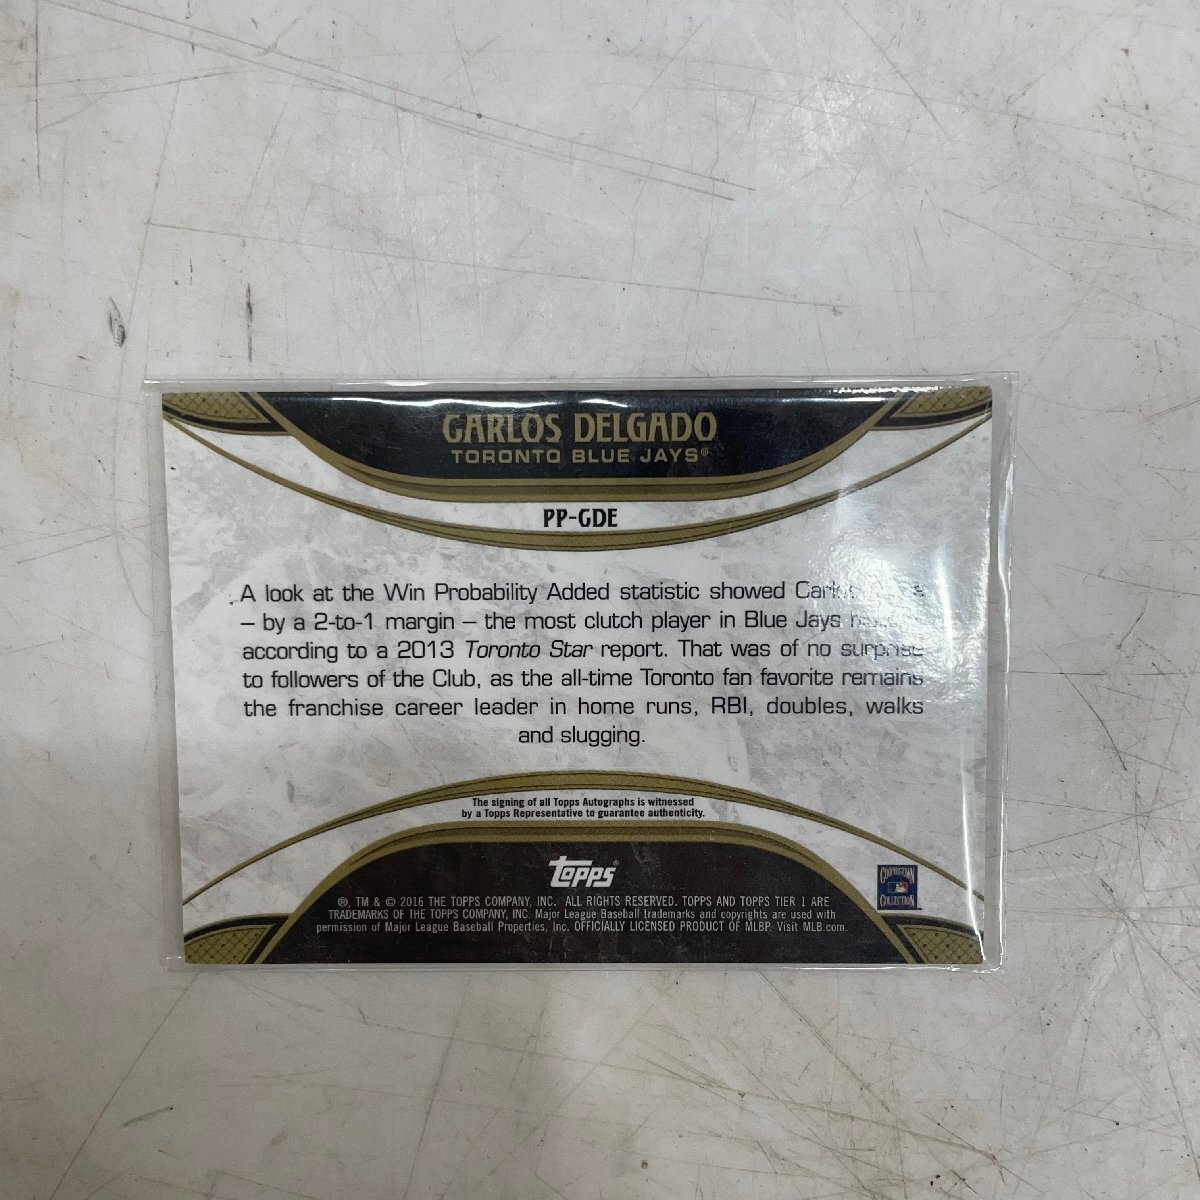 CARLOS DELGADO
TORONTO BLUE JAYS®
PP-GDE
A look at the Win Probability Added statistic showed
– by a 2-to-1 margin – the most clutch player in Blue Jays
according to a 2013 Toronto Star report. That was of no surprise
to followers of the Club, as the all-time Toronto fan favorite remains
the franchise career leader in home runs, RBI, doubles, walks
and slugging.
The signing of all Topps Autographs is witnessed
by a Topps Representative to guarantee authenticity.
topps®
®, TM & © 2016 THE TOPPS COMPANY, INC. ALL RIGHTS RESERVED. TOPPS AND TOPPS TIER 1 ARE
TRADEMARKS OF THE TOPPS COMPANY, INC. Major League Baseball trademarks and copyrights are used with
permission of Major League Baseball Properties, Inc. OFFICIALLY LICENSED PRODUCT OF MLBP. Visit MLB.com.
COOPERSTOWN
COLLECTION